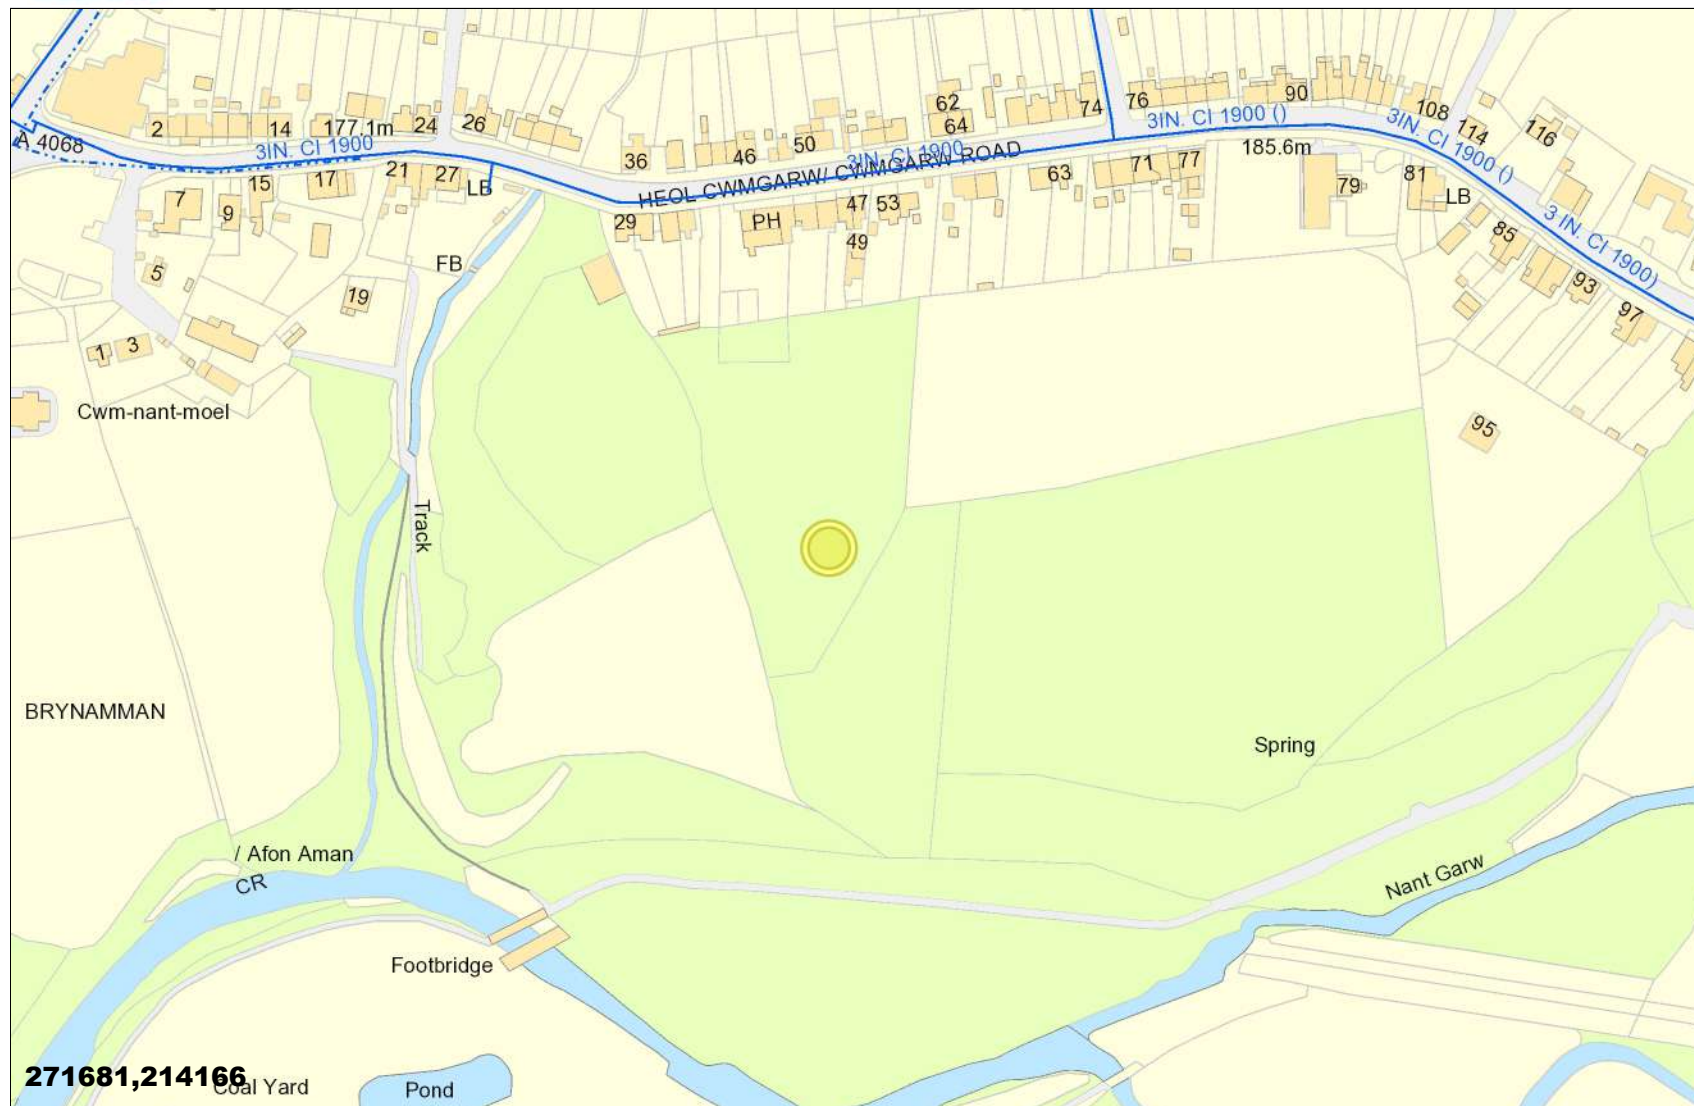 A 4068
2
14
177.1m
24
26
3IN. CI 1900
36
46
50
62
64
3IN. CI 1900
74
76
3IN. CI 1900 ()
90
108
3IN. CI 1900 ()
114
116
HEOL CWMGARW/ CWMGARW ROAD
185.6m
7
9
15
17
21
27
LB
29
PH
47
49
53
63
71
77
79
81
LB
85
3 IN. CI 1900)
93
97
95
5
FB
19
1
3
Cwm-nant-moel
Track
BRYNAMMAN
Spring
/ Afon Aman
CR
Nant Garw
Footbridge
271681,214166
Coal Yard
Pond